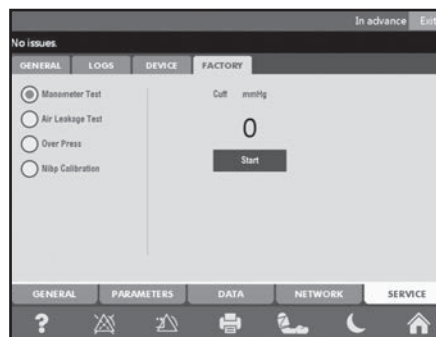 In advance Exit
No issues.
GENERAL LOGS DEVICE FACTORY
Manometer Test
Air Leakage Test
Over Press
Nibp Calibration
Cuff mmHg
0
Start
GENERAL PARAMETERS DATA NETWORK SERVICE
?